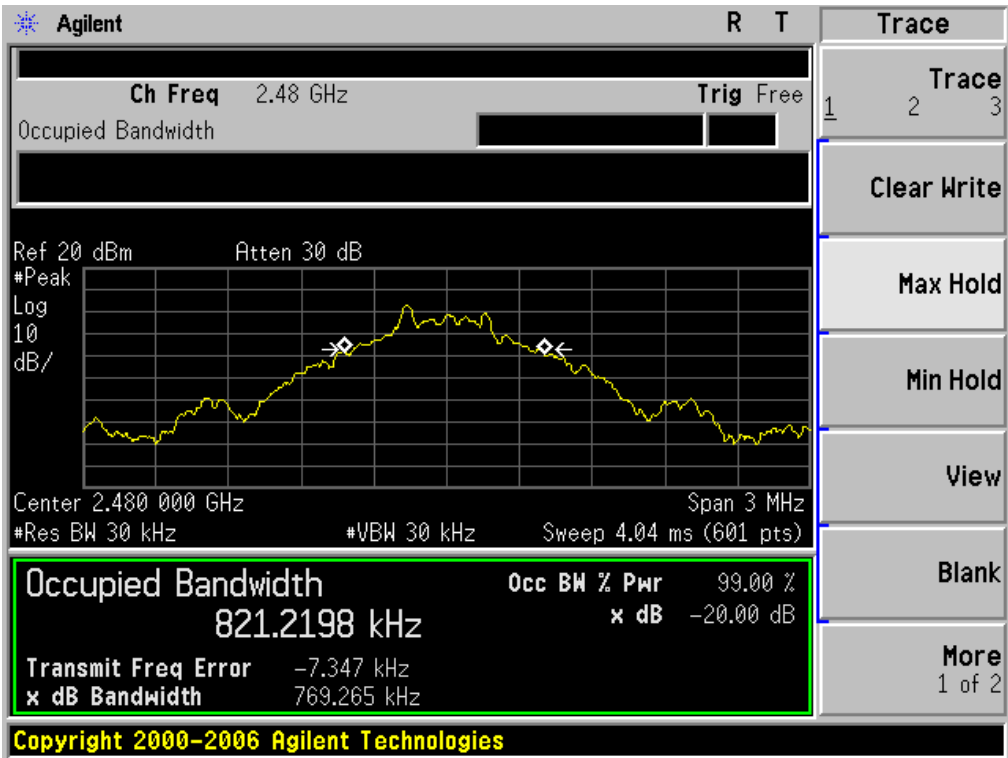 Agilent R T
Ch Freq 2.48 GHz Trig Free
Occupied Bandwidth
Ref 20 dBm Atten 30 dB
#Peak
Log
10
dB/
Center 2.480 000 GHz Span 3 MHz
#Res BW 30 kHz #VBW 30 kHz Sweep 4.04 ms (601 pts)
Occupied Bandwidth
821.2198 kHz
Occ BW % Pwr 99.00 %
x dB -20.00 dB
Transmit Freq Error -7.347 kHz
x dB Bandwidth 769.265 kHz
Copyright 2000-2006 Agilent Technologies
Trace
Trace
1 2 3
Clear Write
Max Hold
Min Hold
View
Blank
More
1 of 2